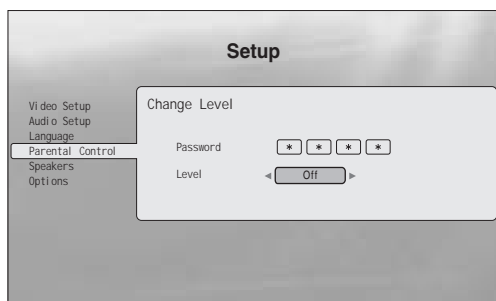 Setup
Video Setup
Audio Setup
Language
Parental Control
Speakers
Options
Change Level
Password * * * *
Level ◀ Off ▶